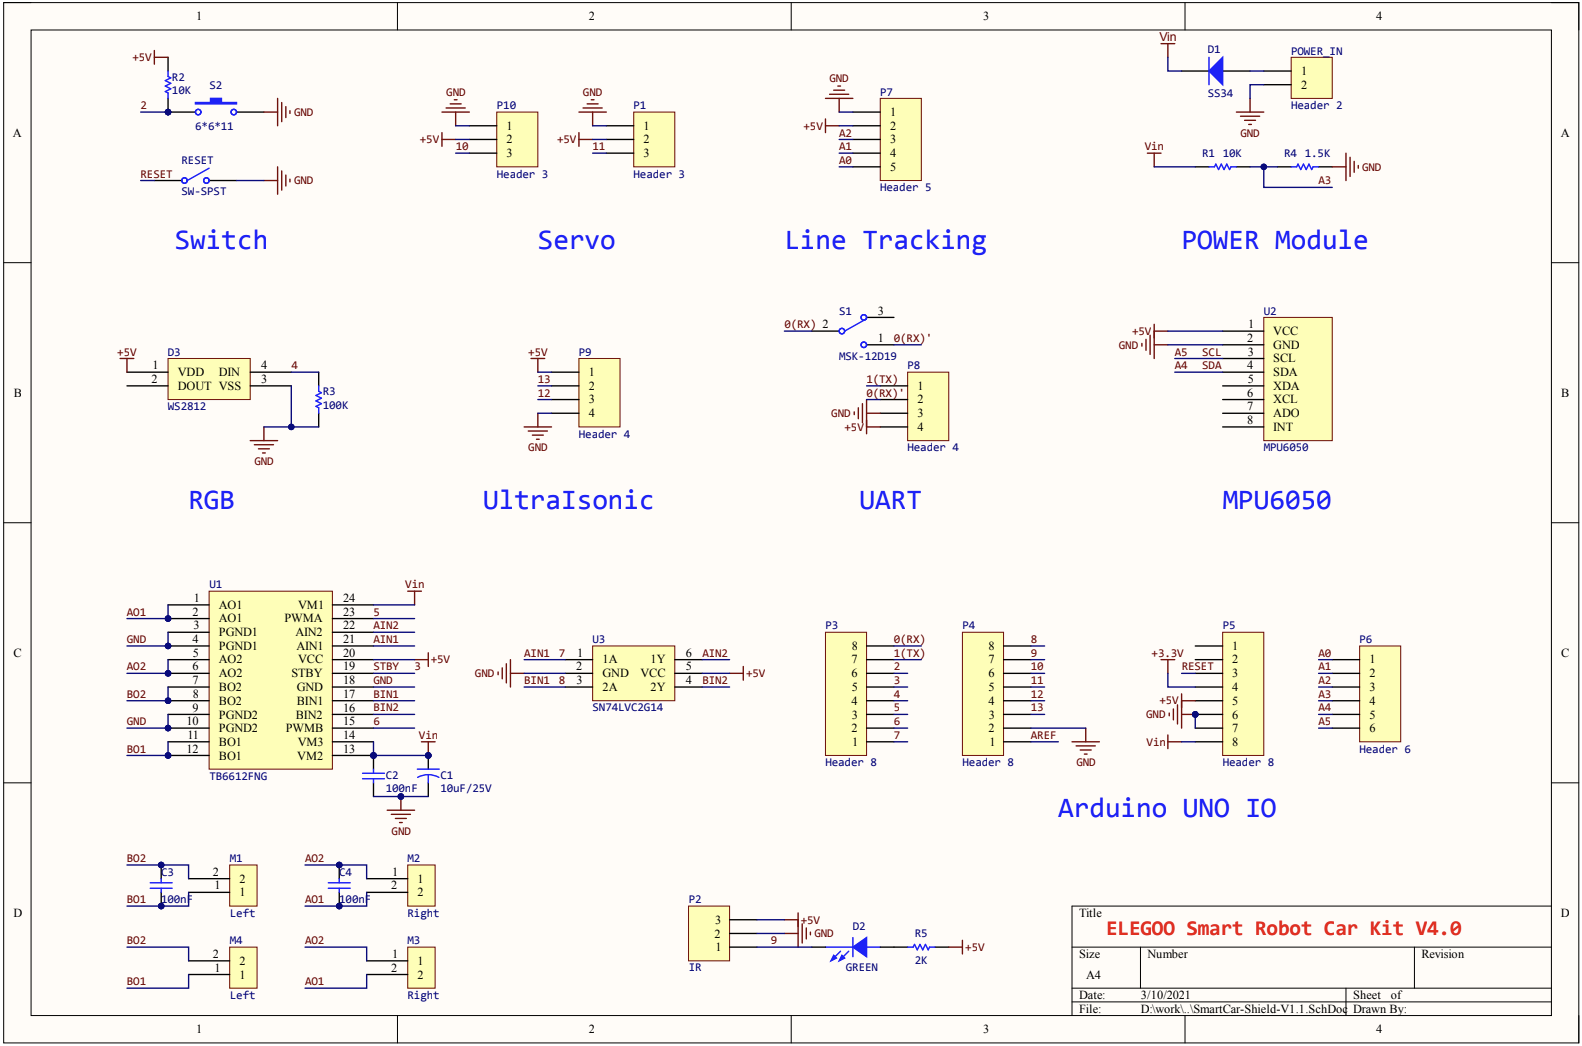 1 2 3 4
A A
+5V
R2
10K
2
S2
6*6*11
GND
RESET
RESET
SW-SPST
GND
Switch
GND
P10
+5V
10
1
2
3
Header 3
GND
P1
+5V
11
1
2
3
Header 3
Servo
GND
P7
+5V
A2
A1
A0
1
2
3
4
5
Header 5
Line Tracking
Vin
D1
SS34
POWER_IN
1
2
Header 2
GND
Vin
R1 10K
R4 1.5K
GND
A3
POWER Module
B B
+5V
D3
1 VDD DIN 4 4
2 DOUT VSS 3
WS2812
R3
100K
GND
RGB
+5V
P9
13
12
1
2
3
4
GND
Header 4
UltraIsonic
S1
3
0(RX) 2
1 0(RX)'
MSK-12D19
P8
1(TX) 1
0(RX)' 2
GND 3
+5V 4
Header 4
UART
U2
+5V 1 VCC
GND 2 GND
A5 SCL 3 SCL
A4 SDA 4 SDA
5 XDA
6 XCL
7 ADO
8 INT
MPU6050
MPU6050
C C
U1
Vin
1 AO1 VM1 24
AO1 2 AO1 PWMA 23 5
3 PGND1 AIN2 22 AIN2
GND 4 PGND1 AIN1 21 AIN1
5 AO2 VCC 20 +5V
AO2 6 AO2 STBY 19 STBY 3
7 BO2 GND 18 GND
BO2 8 BO2 BIN1 17 BIN1
9 PGND2 BIN2 16 BIN2
GND 10 PGND2 PWMB 15 6
11 BO1 VM3 14 Vin
BO1 12 BO1 VM2 13
TB6612FNG
C2
100nF
C1
10uF/25V
GND
U3
AIN1 7 1 1A 1Y 6 AIN2
GND 2 GND VCC 5 +5V
BIN1 8 3 2A 2Y 4 BIN2
SN74LVC2G14
P3
8 0(RX)
7 1(TX)
6 2
5 3
4 4
3 5
2 6
1 7
Header 8
P4
8 8
7 9
6 10
5 11
4 12
3 13
2
1 AREF
GND
Header 8
P5
1
+3.3V 2
RESET 3
4
+5V 5
GND 6
7
Vin 8
Header 8
P6
A0 1
A1 2
A2 3
A3 4
A4 5
A5 6
Header 6
Arduino UNO IO
BO2
C3
100nF
BO1
M1
2 2
1 1
Left
AO2
C4
100nF
AO1
M2
1 1
2 2
Right
D D
BO2
BO1
M4
2 2
1 1
Left
AO2
AO1
M3
1 1
2 2
Right
P2
3 +5V
2 GND
1 9
IR
D2
GREEN
R5
2K
+5V
Title
ELEGOO Smart Robot Car Kit V4.0
Size Number Revision
A4
Date: 3/10/2021 Sheet of
File: D:\work\..\SmartCar-Shield-V1.1.SchDoc Drawn By:
1 2 3 4